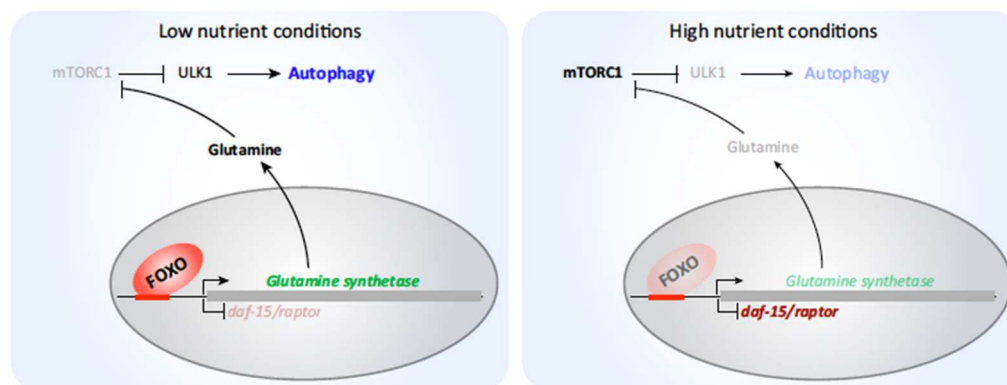 Low nutrient conditions
mTORC1 ULK1 Autophagy
Glutamine
FOXO
Glutamine synthetase
daf-15/raptor
High nutrient conditions
mTORC1 ULK1 Autophagy
Glutamine
FOXO
Glutamine synthetase
daf-15/raptor